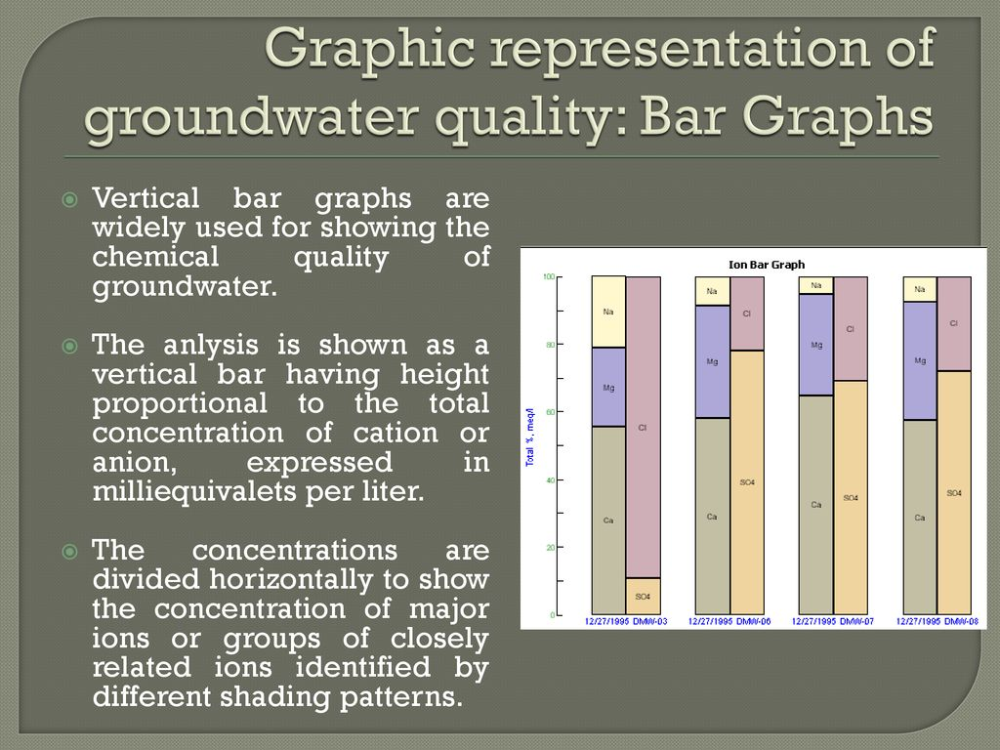 Graphic representation of
groundwater quality: Bar Graphs
Vertical bar graphs are
widely used for showing the
chemical quality of
groundwater.
The anlysis is shown as a
vertical bar having height
proportional to the total
concentration of cation or
anion, expressed in
milliequivalets per liter.
The concentrations are
divided horizontally to show
the concentration of major
ions or groups of closely
related ions identified by
different shading patterns.
Ion Bar Graph
Total %, meq/l
100
80
60
40
20
0
Na
Mg
Ca
Cl
SO4
Na
Mg
Ca
Cl
SO4
Na
Mg
Ca
Cl
SO4
Na
Mg
Ca
Cl
SO4
12/27/1995 DMW-03
12/27/1995 DMW-06
12/27/1995 DMW-07
12/27/1995 DMW-08